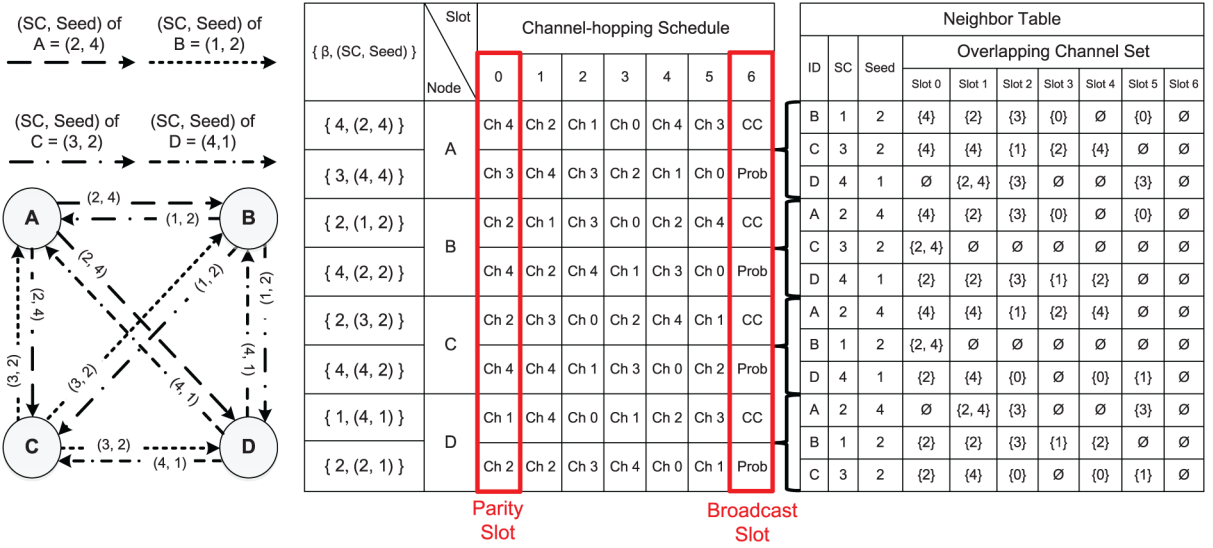 (SC, Seed) of
A = (2, 4)
(SC, Seed) of
B = (1, 2)
(SC, Seed) of
C = (3, 2)
(SC, Seed) of
D = (4,1)
A
B
C
D
(2, 4)
(1, 2)
(2, 4)
(1, 2)
(2, 4)
(1, 2)
(3, 2)
(3, 2)
(4, 1)
(4, 1)
(3, 2)
(4, 1)
{ β, (SC, Seed) }
Slot
Node
Channel-hopping Schedule
0 1 2 3 4 5 6
{ 4, (2, 4) } A Ch 4 Ch 2 Ch 1 Ch 0 Ch 4 Ch 3 CC
{ 3, (4, 4) } Ch 3 Ch 4 Ch 3 Ch 2 Ch 1 Ch 0 Prob
{ 2, (1, 2) } B Ch 2 Ch 1 Ch 3 Ch 0 Ch 2 Ch 4 CC
{ 4, (2, 2) } Ch 4 Ch 2 Ch 4 Ch 1 Ch 3 Ch 0 Prob
{ 2, (3, 2) } C Ch 2 Ch 3 Ch 0 Ch 2 Ch 4 Ch 1 CC
{ 4, (4, 2) } Ch 4 Ch 4 Ch 1 Ch 3 Ch 0 Ch 2 Prob
{ 1, (4, 1) } D Ch 1 Ch 4 Ch 0 Ch 1 Ch 2 Ch 3 CC
{ 2, (2, 1) } Ch 2 Ch 2 Ch 3 Ch 4 Ch 0 Ch 1 Prob
Parity
Slot
Broadcast
Slot
Neighbor Table
ID SC Seed Overlapping Channel Set
Slot 0 Slot 1 Slot 2 Slot 3 Slot 4 Slot 5 Slot 6
B 1 2 {4} {2} {3} {0} Ø {0} Ø
C 3 2 {4} {4} {1} {2} {4} Ø Ø
D 4 1 Ø {2, 4} {3} Ø Ø {3} Ø
A 2 4 {4} {2} {3} {0} Ø {0} Ø
C 3 2 {2, 4} Ø Ø Ø Ø Ø Ø
D 4 1 {2} {2} {3} {1} {2} Ø Ø
A 2 4 {4} {4} {1} {2} {4} Ø Ø
B 1 2 {2, 4} Ø Ø Ø Ø Ø Ø
D 4 1 {2} {4} {0} Ø {0} {1} Ø
A 2 4 Ø {2, 4} {3} Ø Ø {3} Ø
B 1 2 {2} {2} {3} {1} {2} Ø Ø
C 3 2 {2} {4} {0} Ø {0} {1} Ø